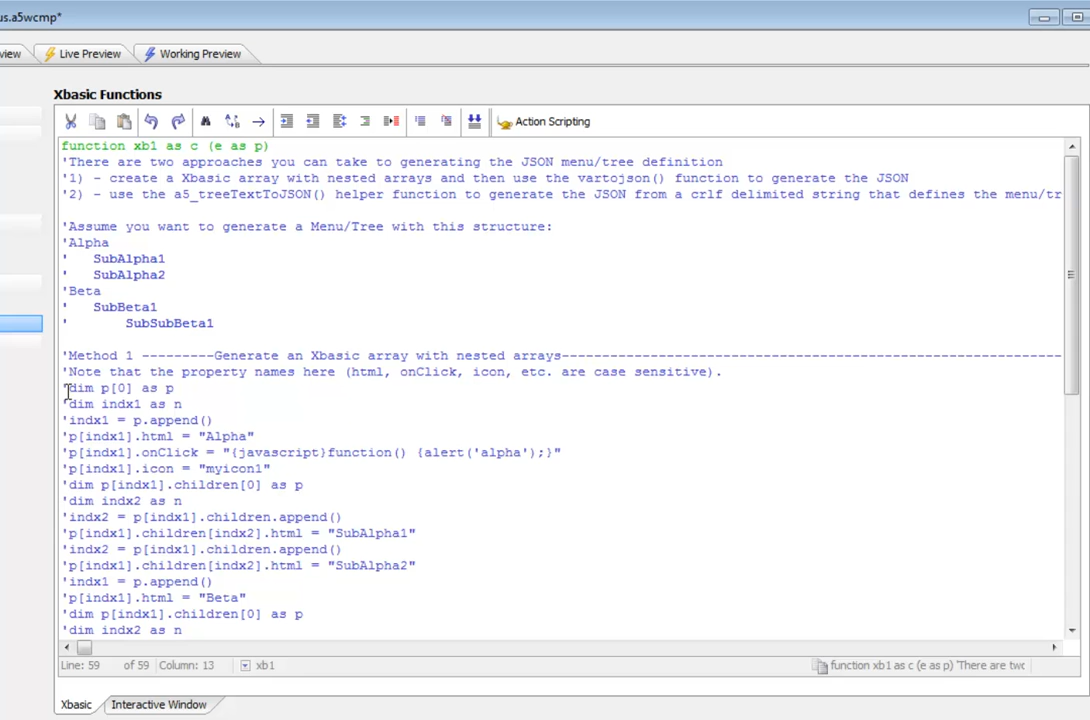 us.a5wcmp*
view
Live Preview
Working Preview
Xbasic Functions
Action Scripting
function xb1 as c (e as p)
'There are two approaches you can take to generating the JSON menu/tree definition
'1) - create a Xbasic array with nested arrays and then use the vartojson() function to generate the JSON
'2) - use the a5_treeTextToJSON() helper function to generate the JSON from a crlf delimited string that defines the menu/tr
'Assume you want to generate a Menu/Tree with this structure:
'Alpha
'   SubAlpha1
'   SubAlpha2
'Beta
'   SubBeta1
'       SubSubBeta1
'Method 1 ---------Generate an Xbasic array with nested arrays--------------------------------------------------------------
'Note that the property names here (html, onClick, icon, etc. are case sensitive).
'dim p[0] as p
'dim indx1 as n
'indx1 = p.append()
'p[indx1].html = "Alpha"
'p[indx1].onClick = "{javascript}function() {alert('alpha');}"
'p[indx1].icon = "myicon1"
'dim p[indx1].children[0] as p
'dim indx2 as n
'indx2 = p[indx1].children.append()
'p[indx1].children[indx2].html = "SubAlpha1"
'indx2 = p[indx1].children.append()
'p[indx1].children[indx2].html = "SubAlpha2"
'indx1 = p.append()
'p[indx1].html = "Beta"
'dim p[indx1].children[0] as p
'dim indx2 as n
Line: 59 of 59 Column: 13 xb1 function xb1 as c (e as p) 'There are twc
Xbasic Interactive Window